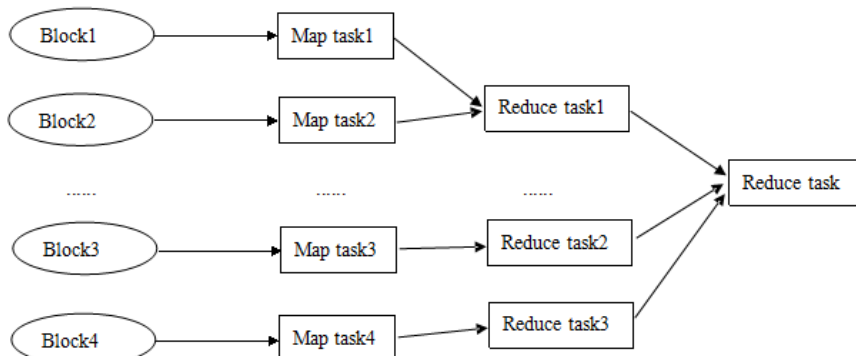 Block1
Map task1
Block2
Map task2
Reduce task1
Reduce task
......
......
......
Block3
Map task3
Reduce task2
Block4
Map task4
Reduce task3